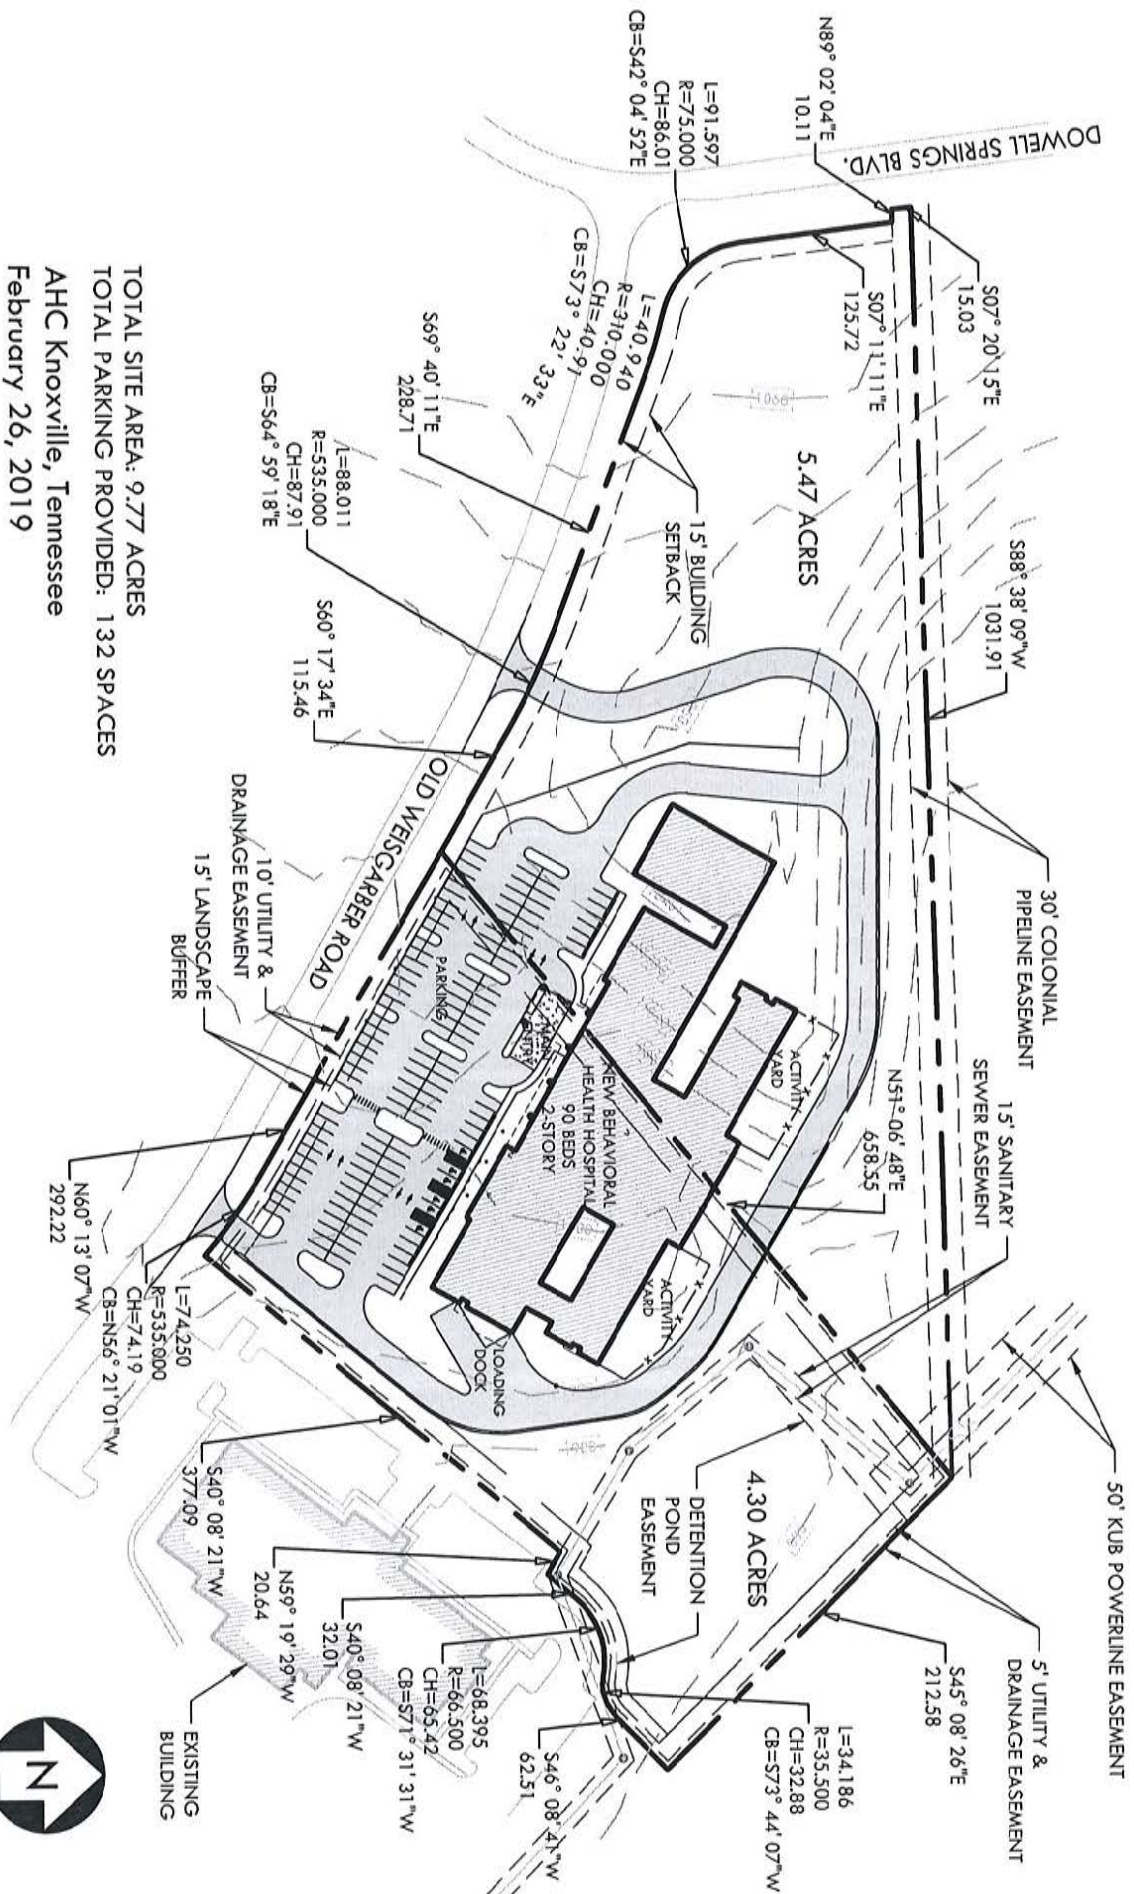 DOWELL SPRINGS BLVD.
N89° 02' 04"E
10.11
S07° 20' 15"E
15.03
S07° 11' 11"E
125.72
L=91.597
R=75.000
CH=86.01
CB=S42° 04' 52"E
L=40.940
R=310.000
CH=40.91
CB=S73° 22' 33"E
S69° 40' 11"E
228.71
L=88.011
R=535.000
CH=87.91
CB=S64° 59' 18"E
S60° 17' 34"E
115.46
15' BUILDING
SETBACK
5.47 ACRES
S88° 38' 09"W
1031.91
30' COLONIAL
PIPELINE EASEMENT
15' SANITARY
SEWER EASEMENT
50' KUB POWERLINE EASEMENT
5' UTILITY &
DRAINAGE EASEMENT
S45° 08' 26"E
212.58
N51° 06' 48"E
658.55
4.30 ACRES
DETENTION
POND
EASEMENT
ACTIVITY
YARD
ACTIVITY
YARD
NEW BEHAVIORAL
HEALTH HOSPITAL
90 BEDS
2-STORY
MAIN
ENTRY
PARKING
LOADING
DOCK
OLD WEISGARBER ROAD
10' UTILITY &
DRAINAGE EASEMENT
15' LANDSCAPE
BUFFER
N60° 13' 07"W
292.22
L=74.250
R=535.000
CH=74.19
CB=N56° 21' 01"W
S40° 08' 21"W
377.09
N59° 19' 29"W
20.64
S40° 08' 21"W
32.01
L=68.395
R=66.500
CH=65.42
CB=S71° 31' 31"W
L=34.186
R=35.500
CH=32.88
CB=S73° 44' 07"W
S46° 08' 41"W
62.51
EXISTING
BUILDING
N
TOTAL SITE AREA: 9.77 ACRES
TOTAL PARKING PROVIDED: 132 SPACES
AHC Knoxville, Tennessee
February 26, 2019